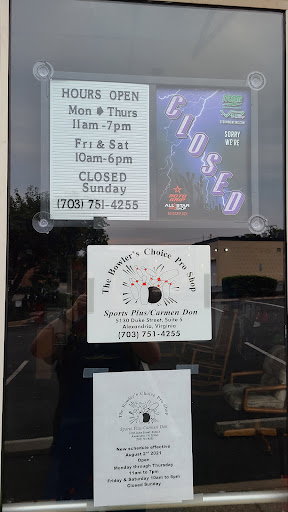 HOURS OPEN
Mon Thurs
11am - 7pm
Fri & Sat
10am-6pm
CLOSED
Sunday
(703) 751-4255
SORRY
WE'RE
CLOSED
The Bowler's Choice Pro Shop
Sports Plus/Carmen Don
5130 Duke Street, Suite 6
Alexandria, Virginia
(703) 751-4255
The Bowler's Choice Pro Shop
Sports Plus/Carmen Don
New schedule effective
August 2nd 2021
Open
Monday through Thursday
11am to 7pm
Friday & Saturday 10am to 6pm
Closed Sunday